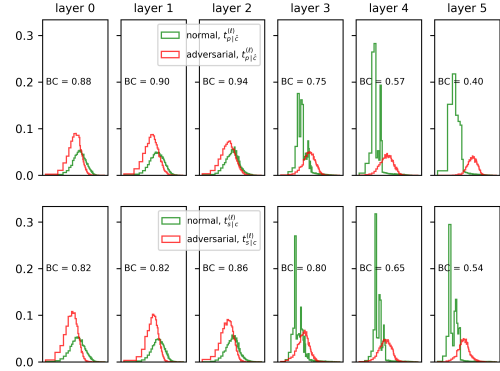 layer 0 layer 1 layer 2 layer 3 layer 4 layer 5
0.3
normal, t_{p|ĉ}^{(ℓ)}
adversarial, t_{p|ĉ}^{(ℓ)}
0.2
BC = 0.88 BC = 0.90 BC = 0.94 BC = 0.75 BC = 0.57 BC = 0.40
0.1
0.0
0.3
normal, t_{s|c}^{(ℓ)}
adversarial, t_{s|c}^{(ℓ)}
0.2
BC = 0.82 BC = 0.82 BC = 0.86 BC = 0.80 BC = 0.65 BC = 0.54
0.1
0.0